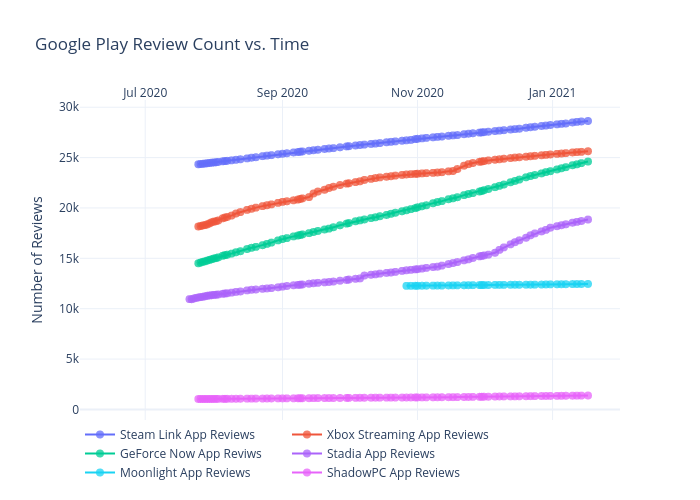 Google Play Review Count vs. Time
Jul 2020 Sep 2020 Nov 2020 Jan 2021
30k
25k
20k
15k
10k
5k
0
Number of Reviews
Steam Link App Reviews Xbox Streaming App Reviews
GeForce Now App Reviws Stadia App Reviews
Moonlight App Reviews ShadowPC App Reviews